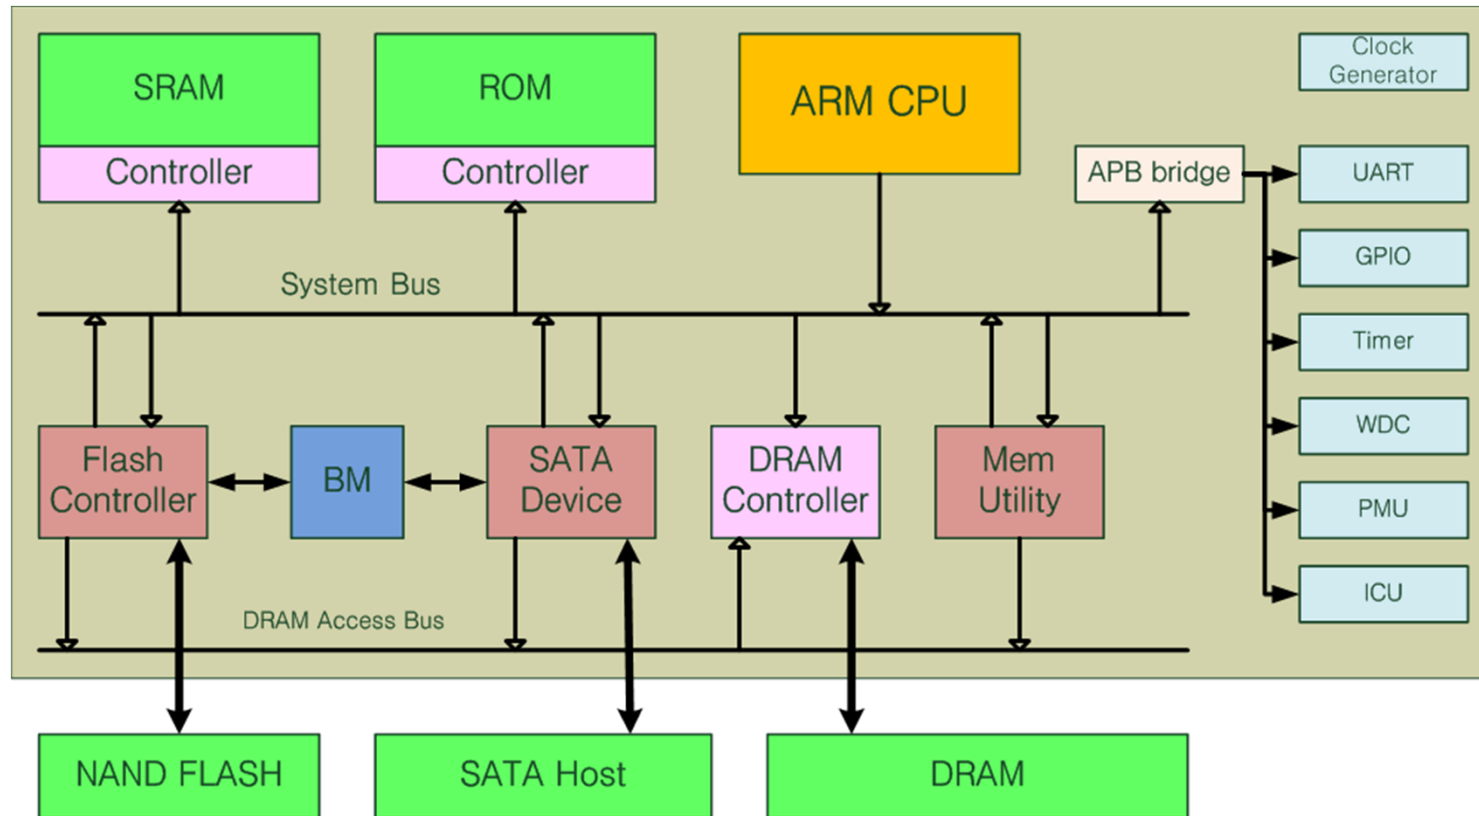 SRAM
Controller
ROM
Controller
ARM CPU
Clock
Generator
APB bridge
UART
GPIO
Timer
WDC
PMU
ICU
System Bus
Flash
Controller
BM
SATA
Device
DRAM
Controller
Mem
Utility
DRAM Access Bus
NAND FLASH
SATA Host
DRAM